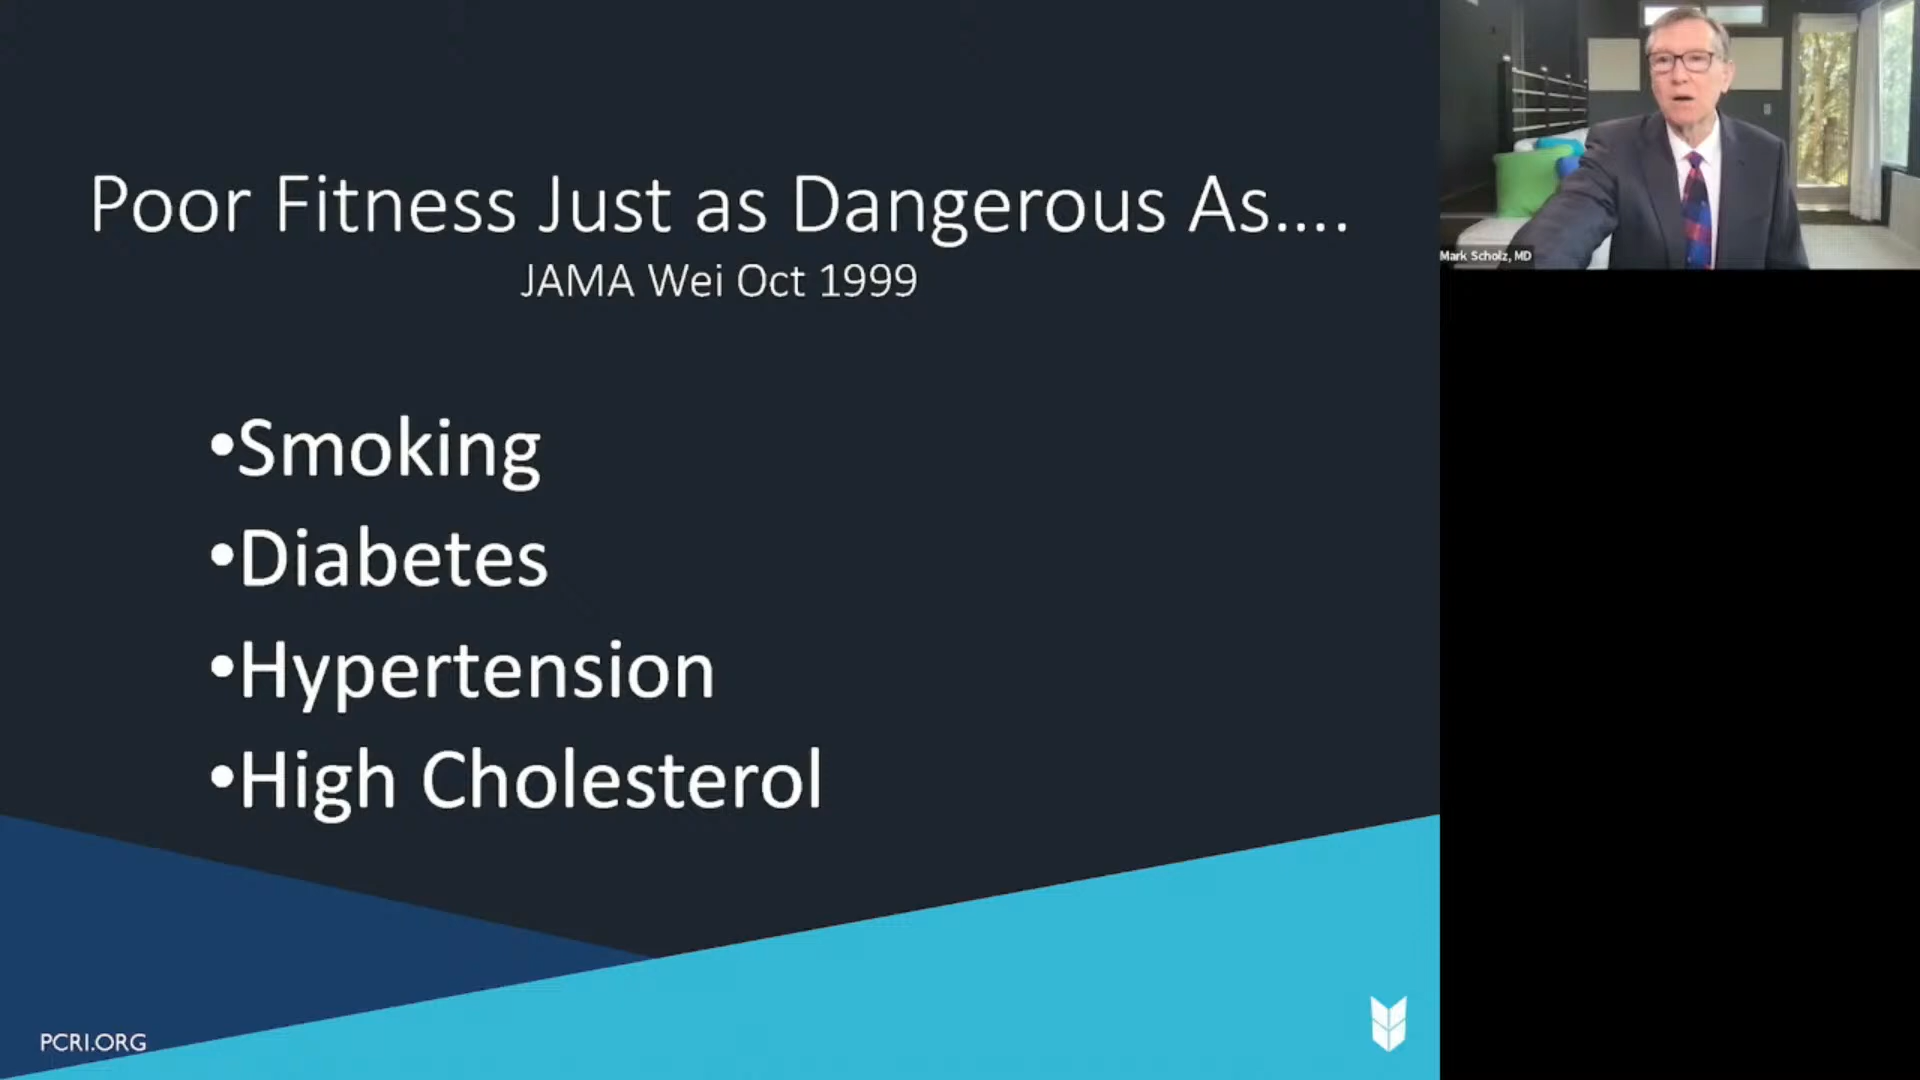 Poor Fitness Just as Dangerous As....
JAMA Wei Oct 1999
•Smoking
•Diabetes
•Hypertension
•High Cholesterol
PCRI.ORG
Mark Scholz, MD